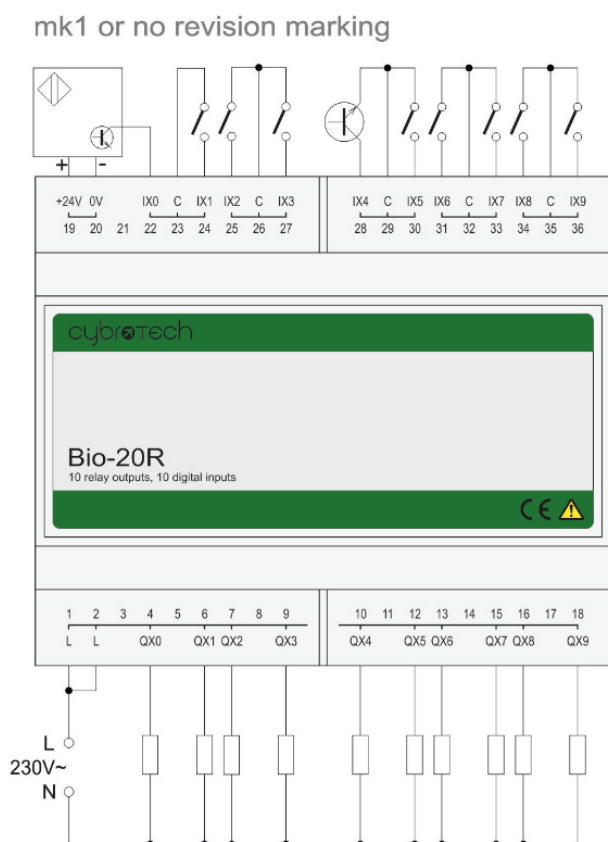 mk1 or no revision marking
+ -
+24V 0V IX0 C IX1 IX2 C IX3 IX4 C IX5 IX6 C IX7 IX8 C IX9
19 20 21 22 23 24 25 26 27 28 29 30 31 32 33 34 35 36
cybrotech
Bio-20R
10 relay outputs, 10 digital inputs
CE
1 2 3 4 5 6 7 8 9 10 11 12 13 14 15 16 17 18
L L QX0 QX1 QX2 QX3 QX4 QX5 QX6 QX7 QX8 QX9
L
230V~
N